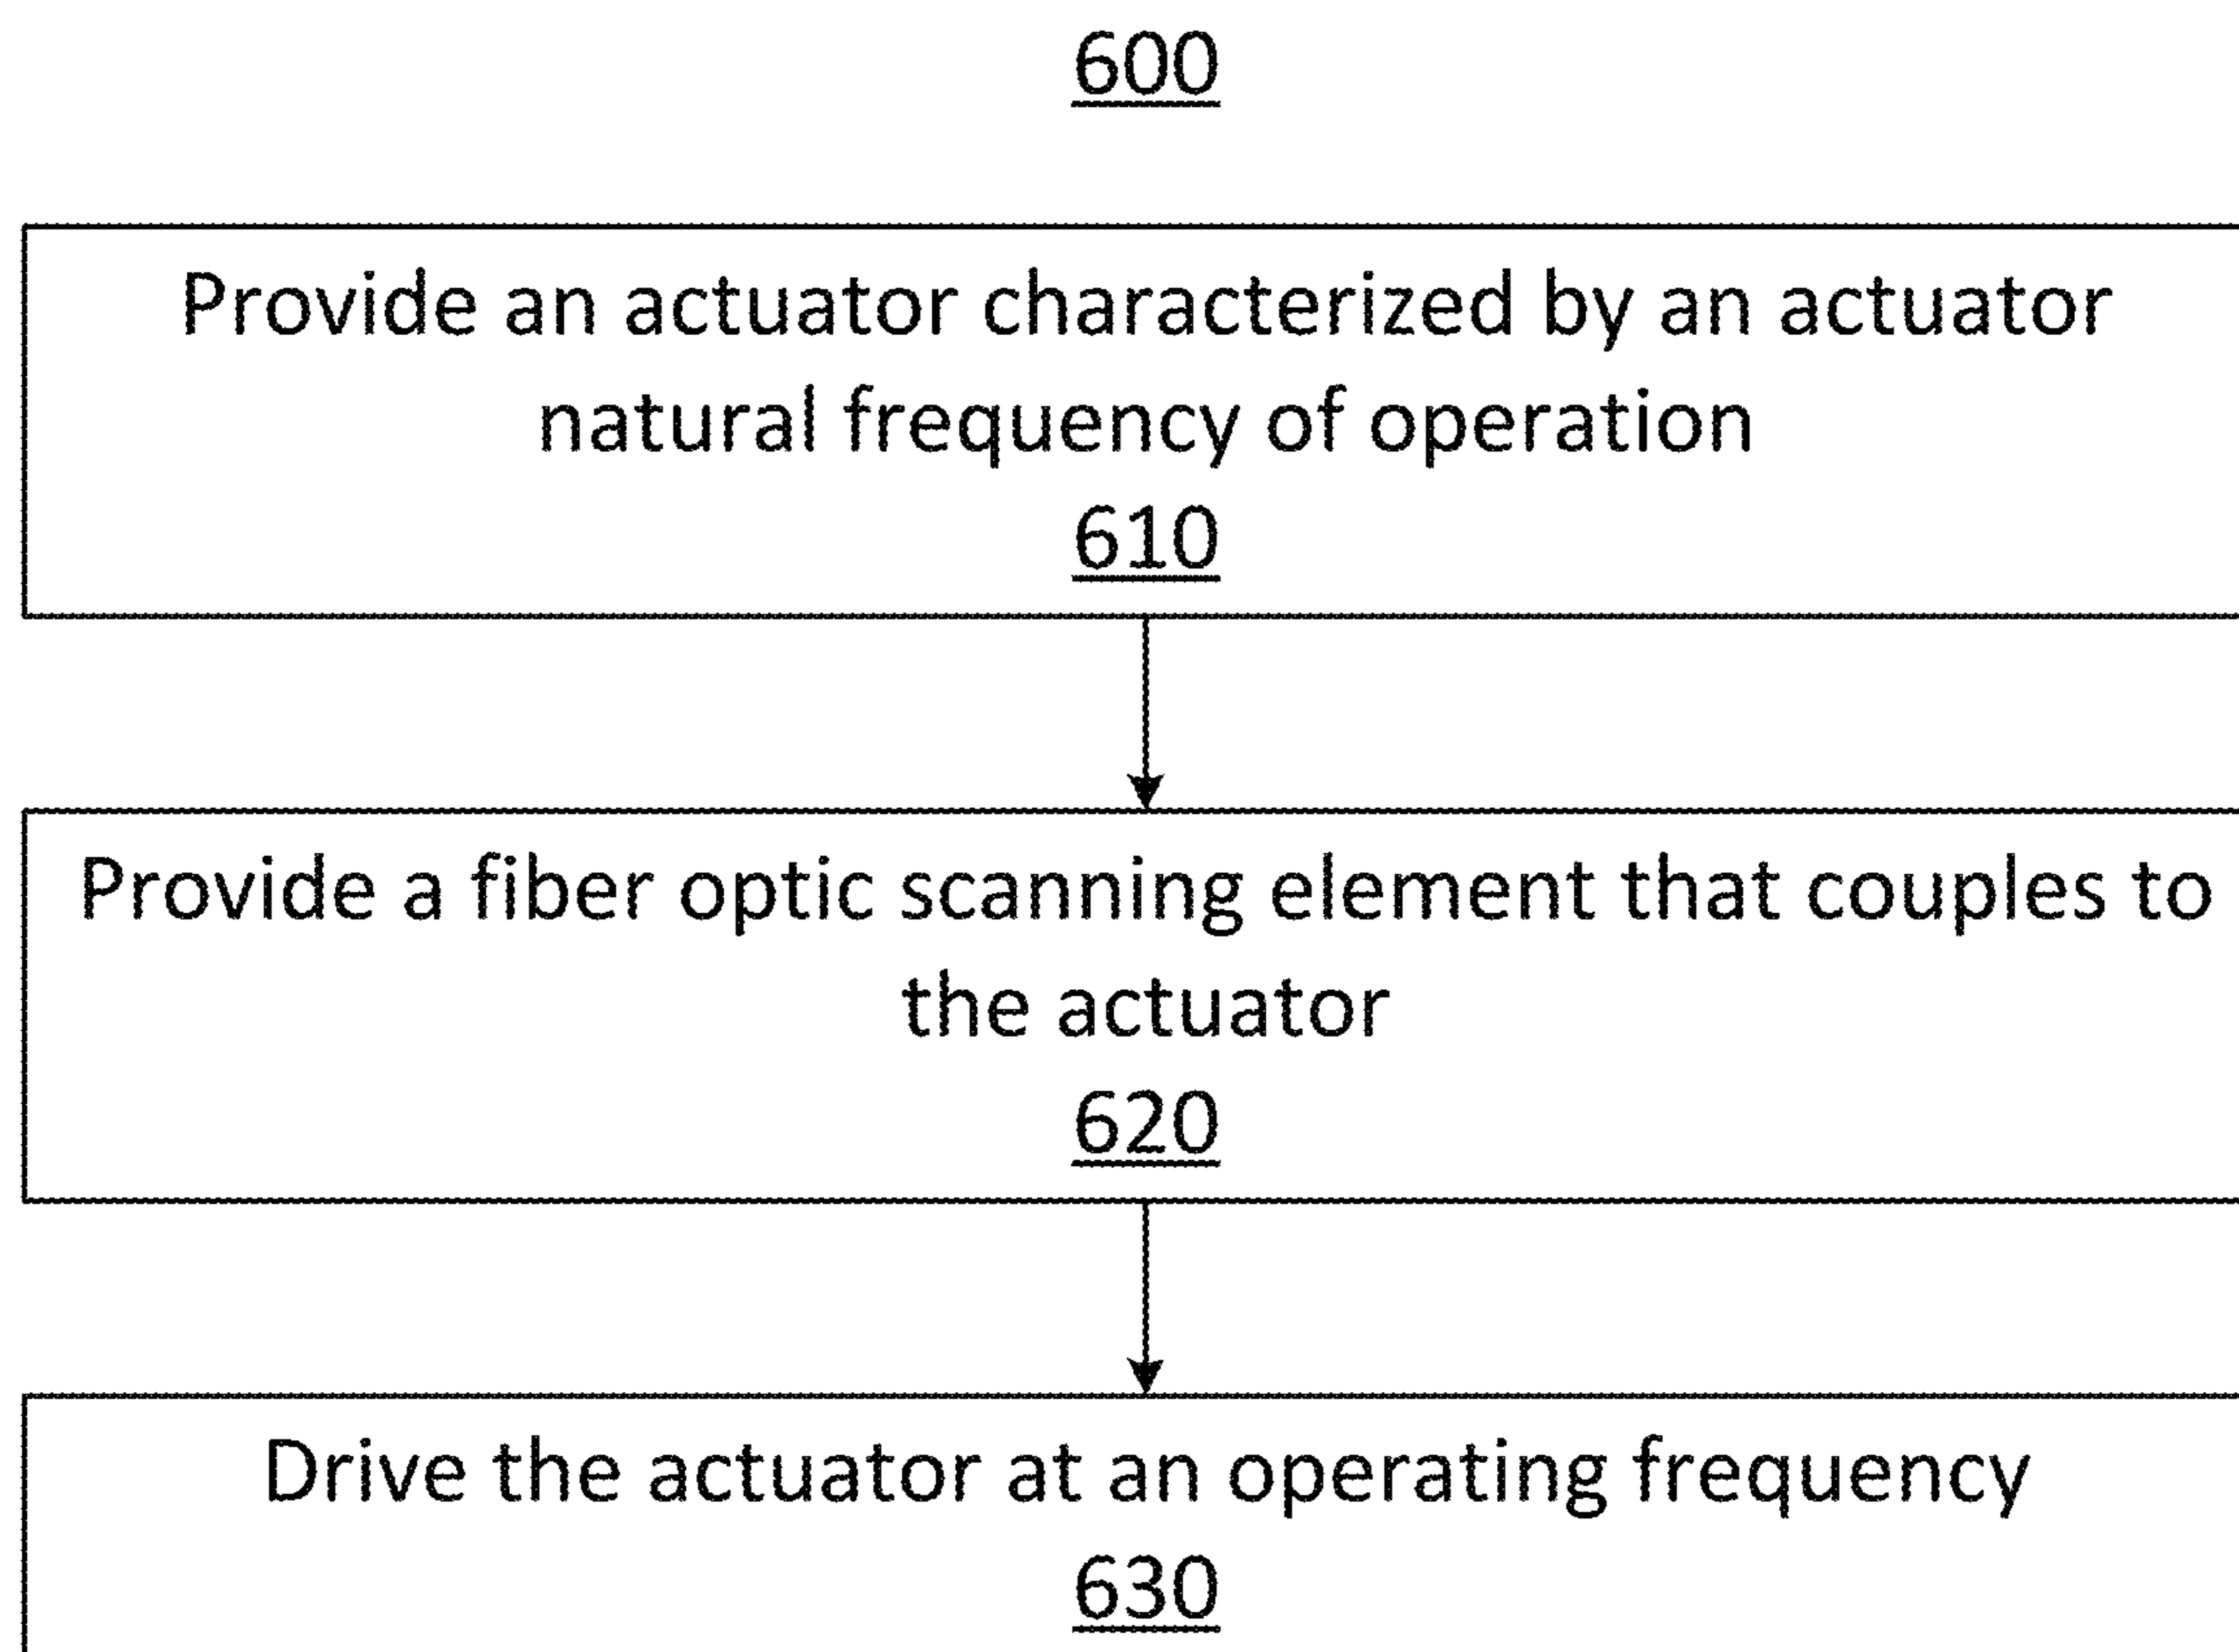 600
Provide an actuator characterized by an actuator
natural frequency of operation
610
Provide a fiber optic scanning element that couples to
the actuator
620
Drive the actuator at an operating frequency
630